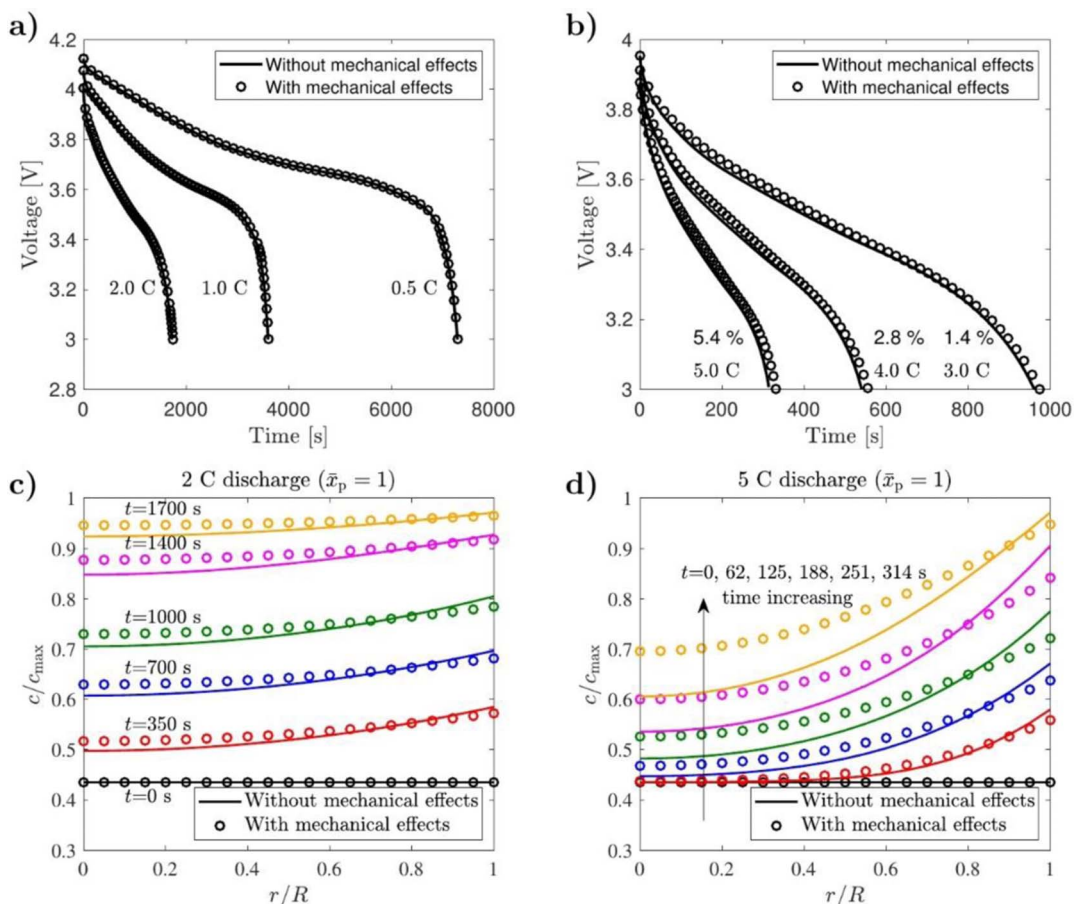 a)
4.2
4
3.8
3.6
3.4
3.2
3
2.8
Voltage [V]
Without mechanical effects
With mechanical effects
2.0 C
1.0 C
0.5 C
0
2000
4000
6000
8000
Time [s]
b)
4
3.8
3.6
3.4
3.2
3
Voltage [V]
Without mechanical effects
With mechanical effects
5.4 %
2.8 %
1.4 %
5.0 C
4.0 C
3.0 C
0
200
400
600
800
1000
Time [s]
c)
2 C discharge (x̄p = 1)
1
0.9
0.8
0.7
0.6
0.5
0.4
0.3
c/cmax
t=1700 s
t=1400 s
t=1000 s
t=700 s
t=350 s
t=0 s
Without mechanical effects
With mechanical effects
0
0.2
0.4
0.6
0.8
1
r/R
d)
5 C discharge (x̄p = 1)
1
0.9
0.8
0.7
0.6
0.5
0.4
0.3
c/cmax
t=0, 62, 125, 188, 251, 314 s
time increasing
Without mechanical effects
With mechanical effects
0
0.2
0.4
0.6
0.8
1
r/R